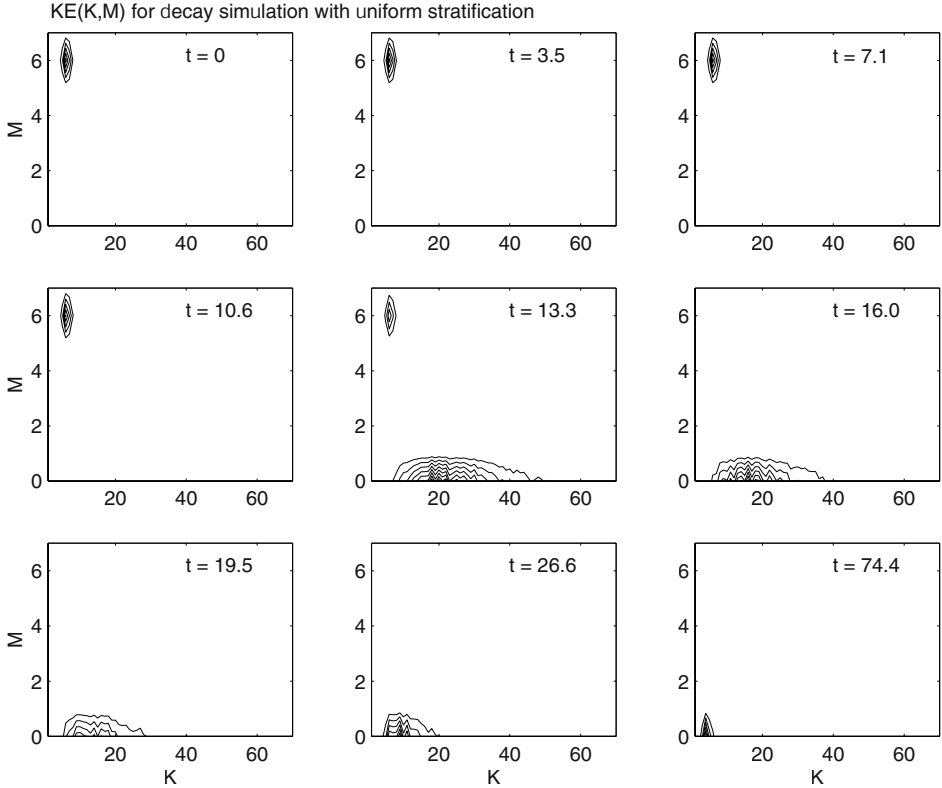 KE(K,M) for decay simulation with uniform stratification
t = 0
t = 3.5
t = 7.1
M
6
4
2
0
20 40 60
6
4
2
0
20 40 60
6
4
2
0
20 40 60
t = 10.6
t = 13.3
t = 16.0
M
6
4
2
0
20 40 60
6
4
2
0
20 40 60
6
4
2
0
20 40 60
t = 19.5
t = 26.6
t = 74.4
M
6
4
2
0
20 40 60
K
6
4
2
0
20 40 60
K
6
4
2
0
20 40 60
K